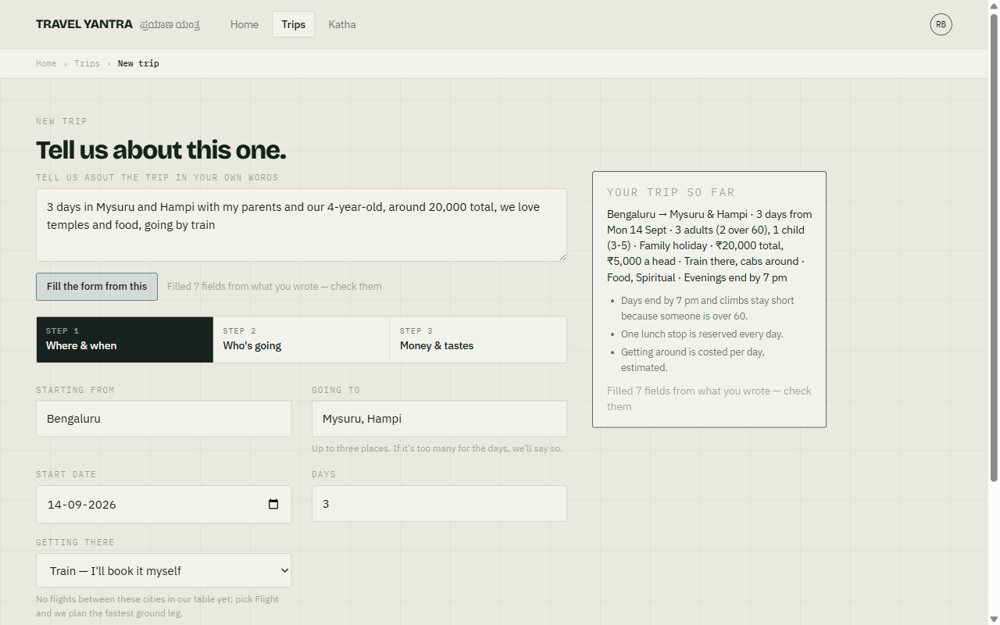 TRAVEL YANTRA ಪ್ರಯಾಣ ಯಂತ್ರ Home Trips Katha RB
Home › Trips › New trip
NEW TRIP
Tell us about this one.
TELL US ABOUT THE TRIP IN YOUR OWN WORDS
3 days in Mysuru and Hampi with my parents and our 4-year-old, around 20,000 total, we love
temples and food, going by train
Fill the form from this Filled 7 fields from what you wrote — check them
STEP 1
Where & when
STEP 2
Who's going
STEP 3
Money & tastes
STARTING FROM
Bengaluru
GOING TO
Mysuru, Hampi
Up to three places. If it's too many for the days, we'll say so.
START DATE
14-09-2026
DAYS
3
GETTING THERE
Train — I'll book it myself
No flights between these cities in our table yet; pick Flight
and we plan the fastest ground leg.
YOUR TRIP SO FAR
Bengaluru → Mysuru & Hampi · 3 days from
Mon 14 Sept · 3 adults (2 over 60), 1 child
(3-5) · Family holiday · ₹20,000 total,
₹5,000 a head · Train there, cabs around ·
Food, Spiritual · Evenings end by 7 pm
• Days end by 7 pm and climbs stay short
because someone is over 60.
• One lunch stop is reserved every day.
• Getting around is costed per day,
estimated.
Filled 7 fields from what you wrote — check
them